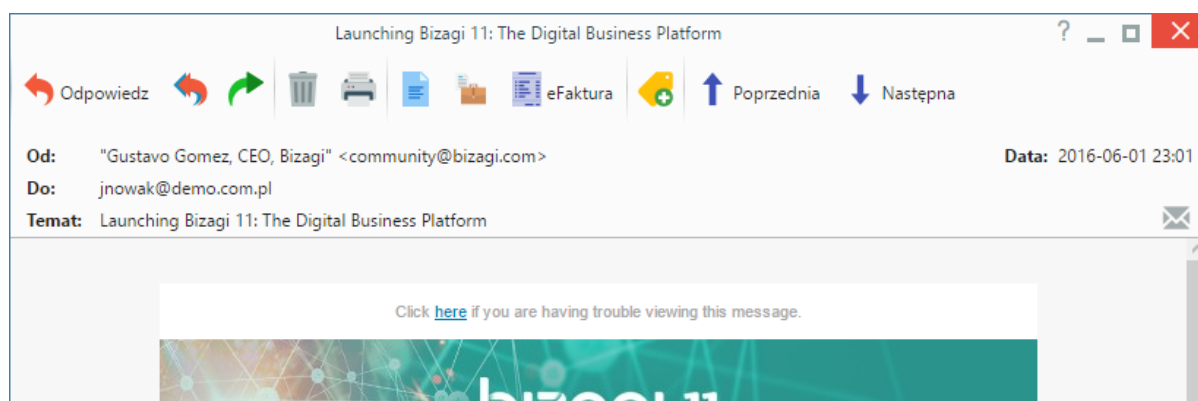 Launching Bizagi 11: The Digital Business Platform
Odpowiedz eFaktura Poprzednia Następna
Od: "Gustavo Gomez, CEO, Bizagi" <community@bizagi.com> Data: 2016-06-01 23:01
Do: jnowak@demo.com.pl
Temat: Launching Bizagi 11: The Digital Business Platform
Click here if you are having trouble viewing this message.
bizagi 11